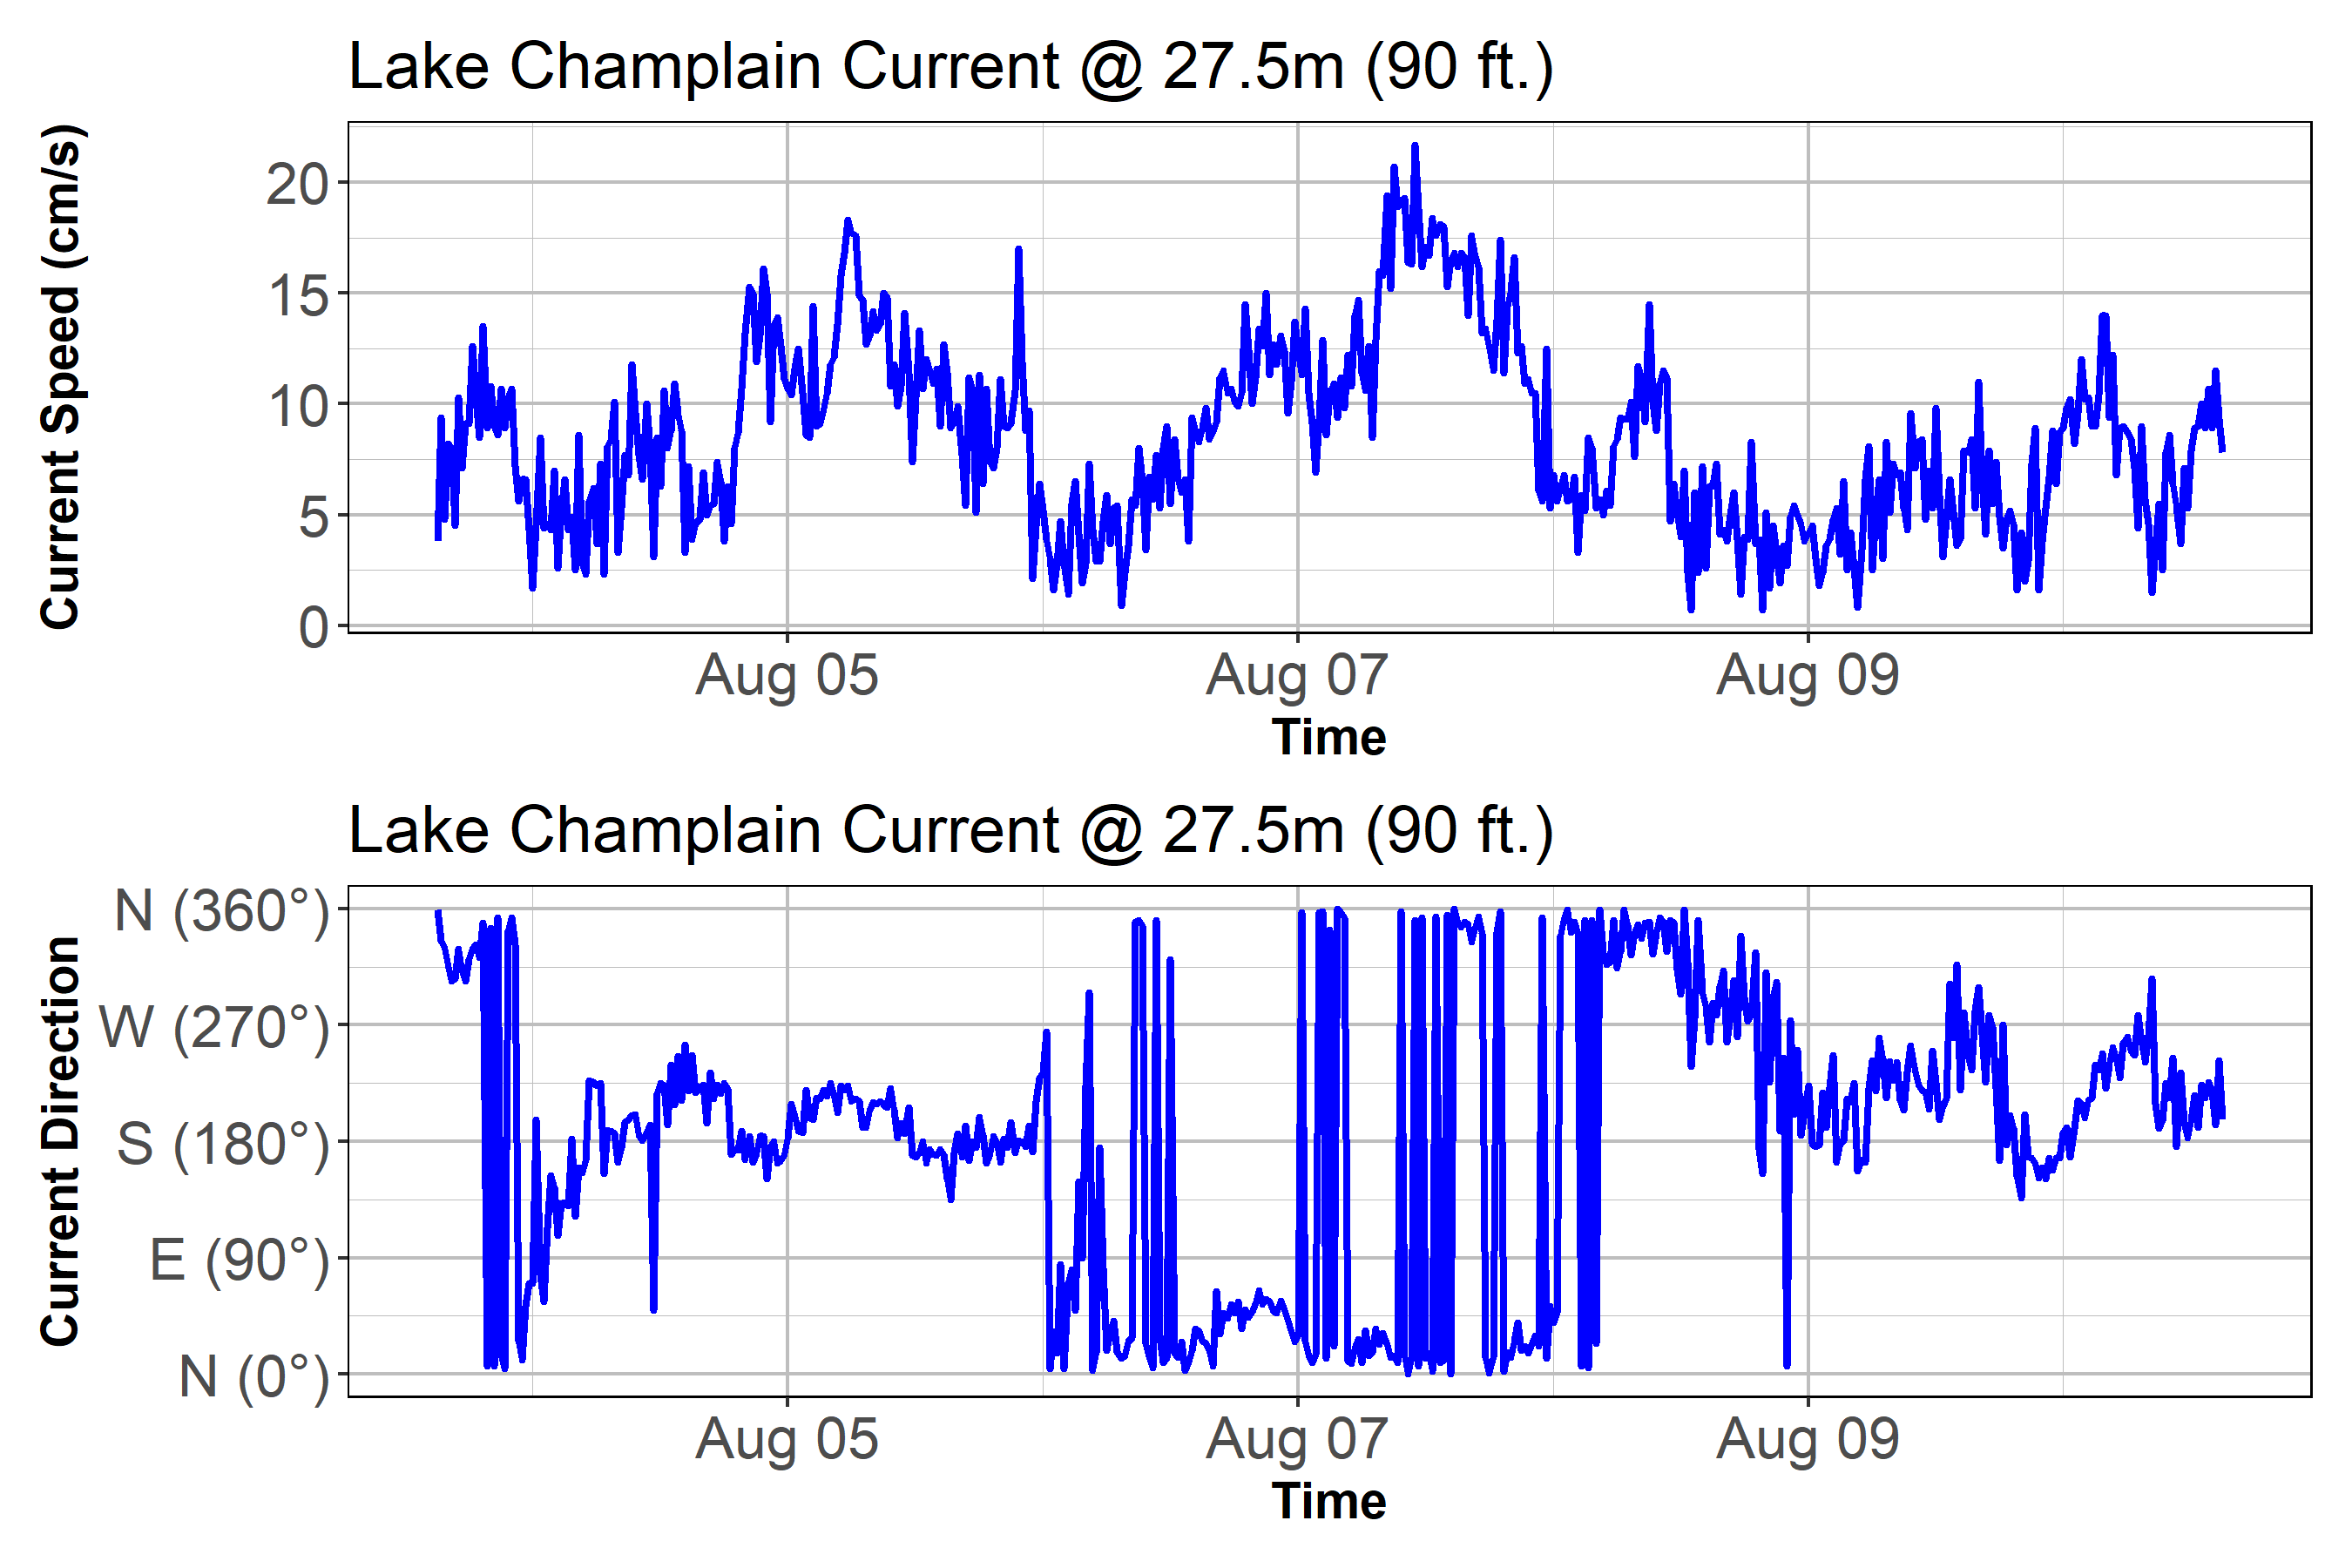 Lake Champlain Current @ 27.5m (90 ft.)
Current Speed (cm/s)
20
15
10
5
0
Aug 05 Aug 07 Aug 09
Time
Lake Champlain Current @ 27.5m (90 ft.)
Current Direction
N (360°)
W (270°)
S (180°)
E (90°)
N (0°)
Aug 05 Aug 07 Aug 09
Time